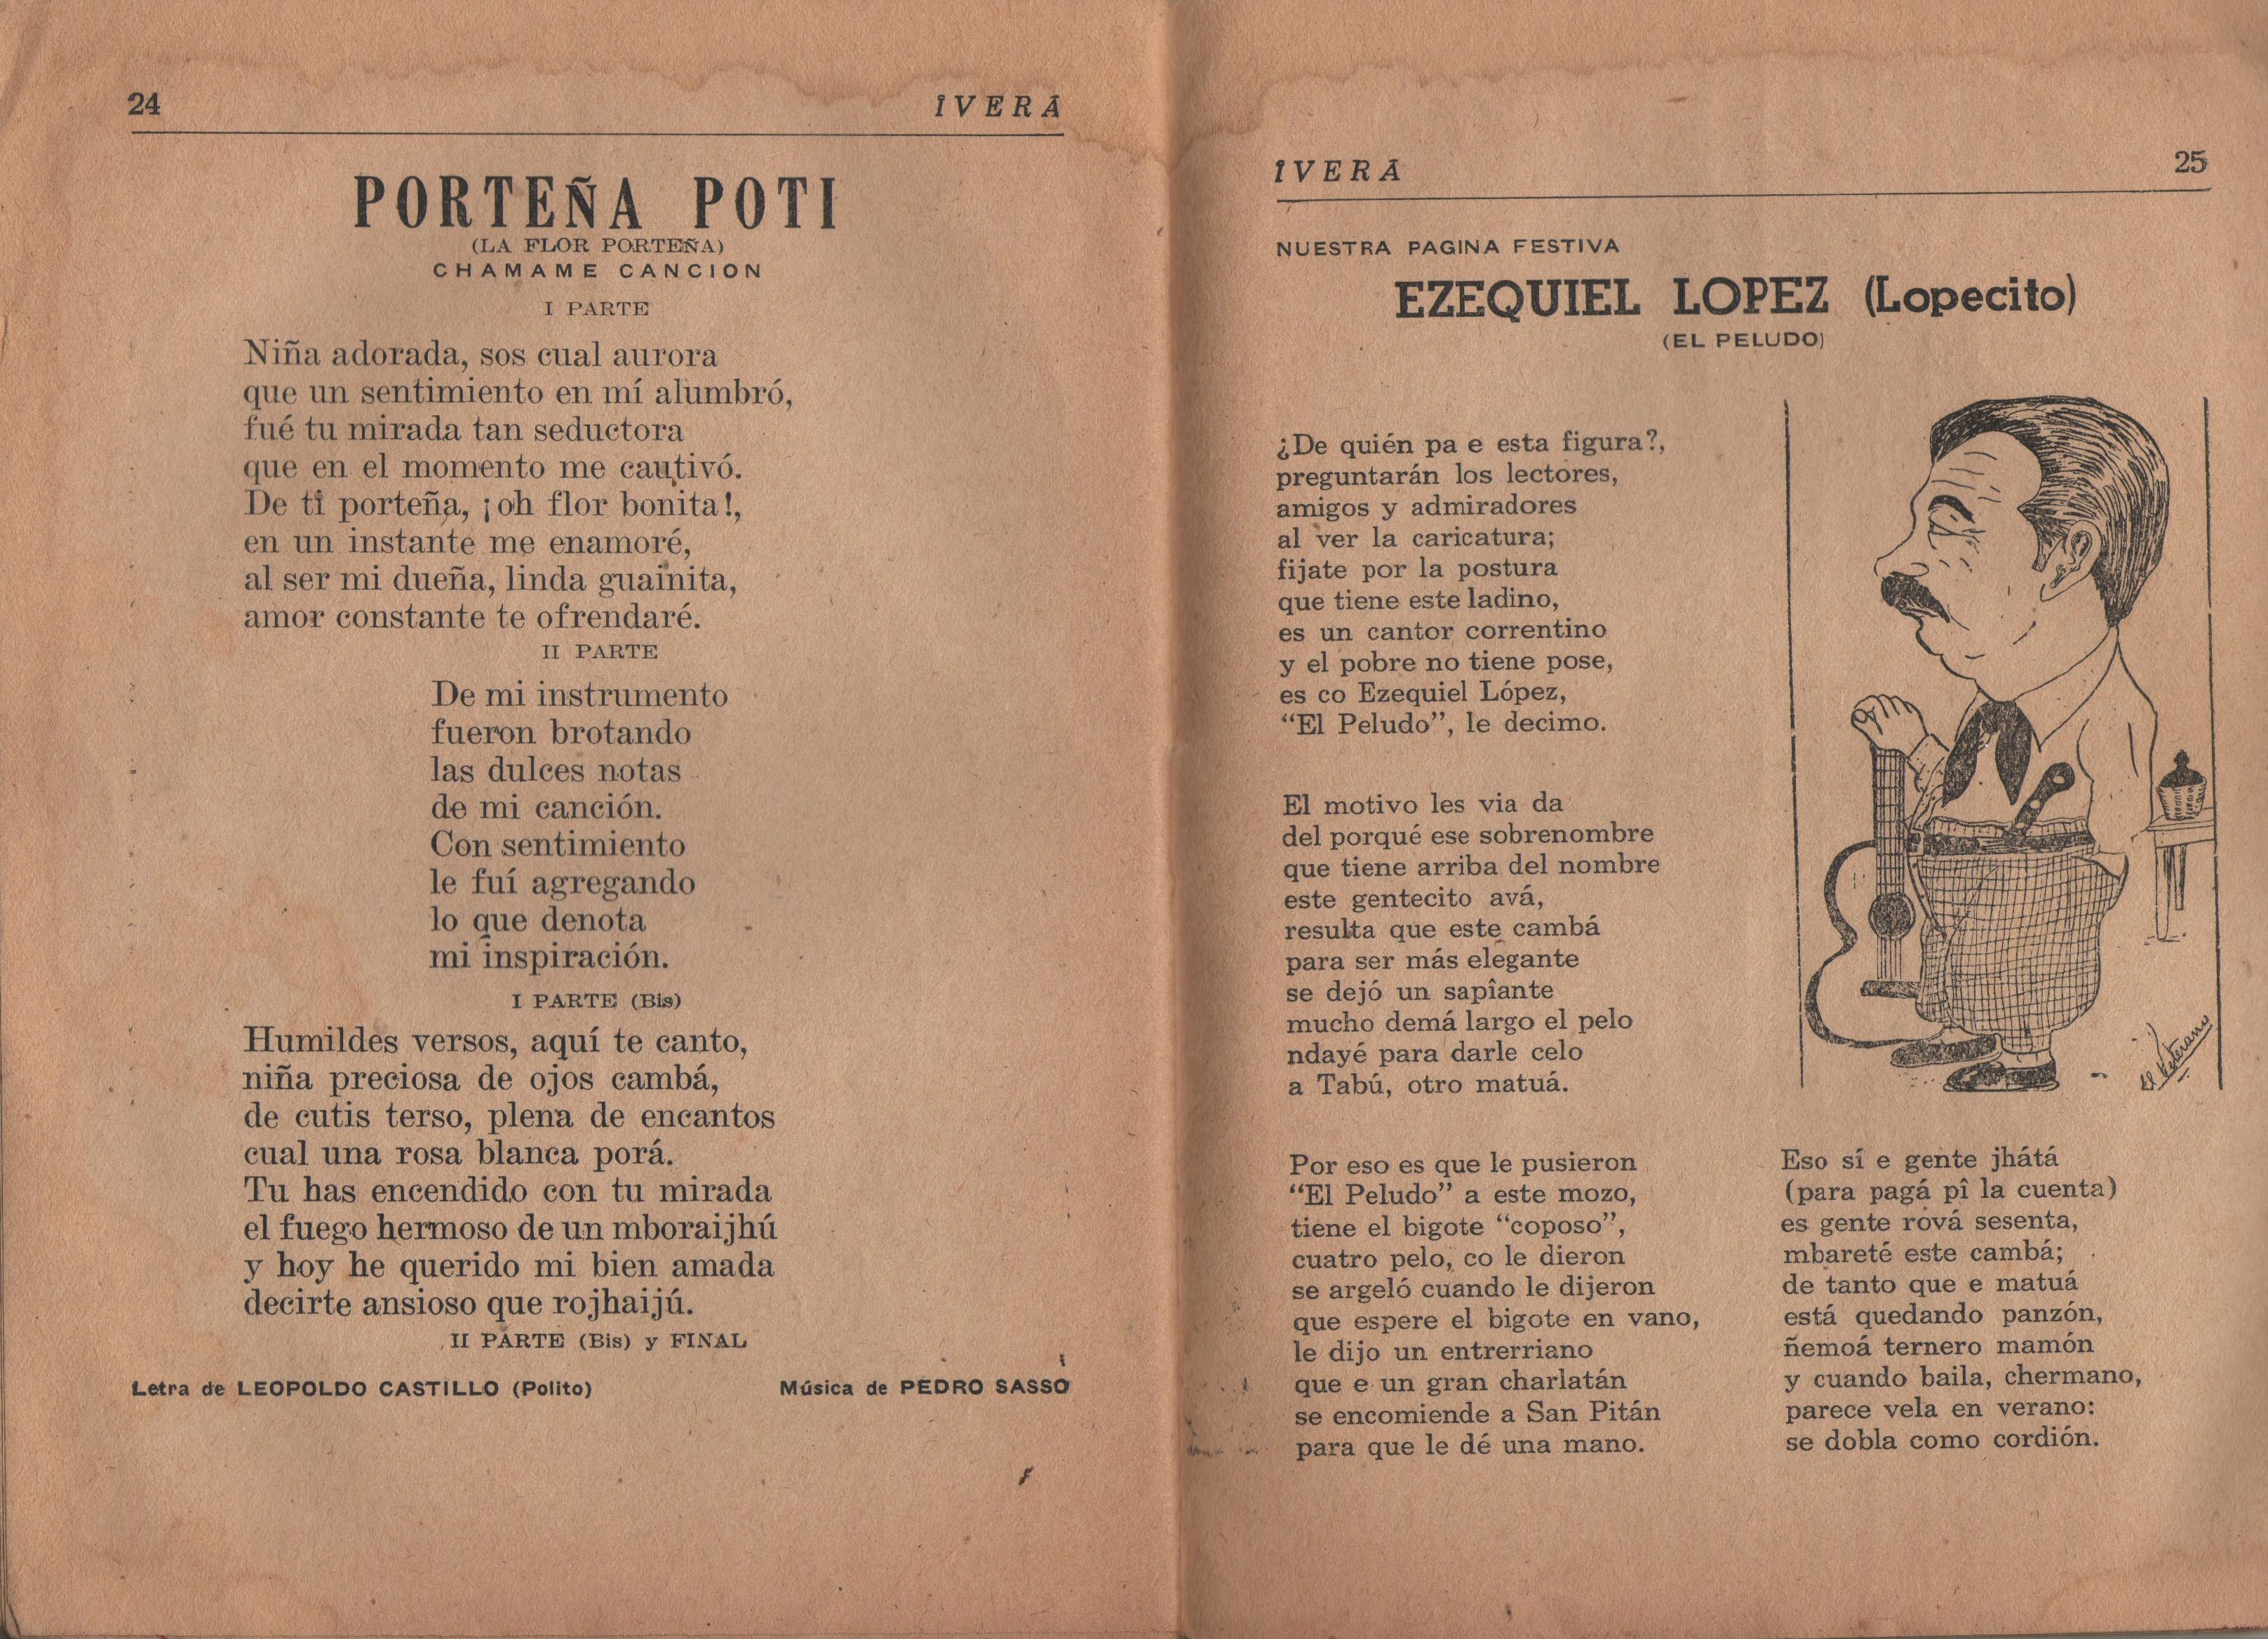 24
ÎVERÁ
PORTEÑA POTI
(LA FLOR PORTEÑA)
CHAMAME CANCION
I PARTE
Niña adorada, sos cual aurora
que un sentimiento en mí alumbró,
fué tu mirada tan seductora
que en el momento me cautivó.
De ti porteña, ¡oh flor bonita!,
en un instante me enamoré,
al ser mi dueña, linda guainita,
amor constante te ofrendaré.
II PARTE
De mi instrumento
fueron brotando
las dulces notas
de mi canción.
Con sentimiento
le fuí agregando
lo que denota
mi inspiración.
I PARTE (Bis)
Humildes versos, aquí te canto,
niña preciosa de ojos cambá,
de cutis terso, plena de encantos
cual una rosa blanca porá.
Tu has encendido con tu mirada
el fuego hermoso de un mboraijhú
y hoy he querido mi bien amada
decirte ansioso que rojhaijú.
II PARTE (Bis) y FINAL
Letra de LEOPOLDO CASTILLO (Polito)
Música de PEDRO SASSO
ÎVERÁ
25
NUESTRA PAGINA FESTIVA
EZEQUIEL LOPEZ (Lopecito)
(EL PELUDO)
¿De quién pa e esta figura?,
preguntarán los lectores,
amigos y admiradores
al ver la caricatura;
fijate por la postura
que tiene este ladino,
es un cantor correntino
y el pobre no tiene pose,
es co Ezequiel López,
“El Peludo”, le decimo.
El motivo les via da
del porqué ese sobrenombre
que tiene arriba del nombre
este gentecito avá,
resulta que este cambá
para ser más elegante
se dejó un sapîante
mucho demá largo el pelo
ndayé para darle celo
a Tabú, otro matuá.
Por eso es que le pusieron
“El Peludo” a este mozo,
tiene el bigote “coposo”,
cuatro pelo, co le dieron
se argeló cuando le dijeron
que espere el bigote en vano,
le dijo un entrerriano
que e un gran charlatán
se encomiende a San Pitán
para que le dé una mano.
El Veterano
Eso sí e gente jhátá
(para pagá pî la cuenta)
es gente rová sesenta,
mbareté este cambá;
de tanto que e matuá
está quedando panzón,
ñemoá ternero mamón
y cuando baila, chermano,
parece vela en verano:
se dobla como cordión.